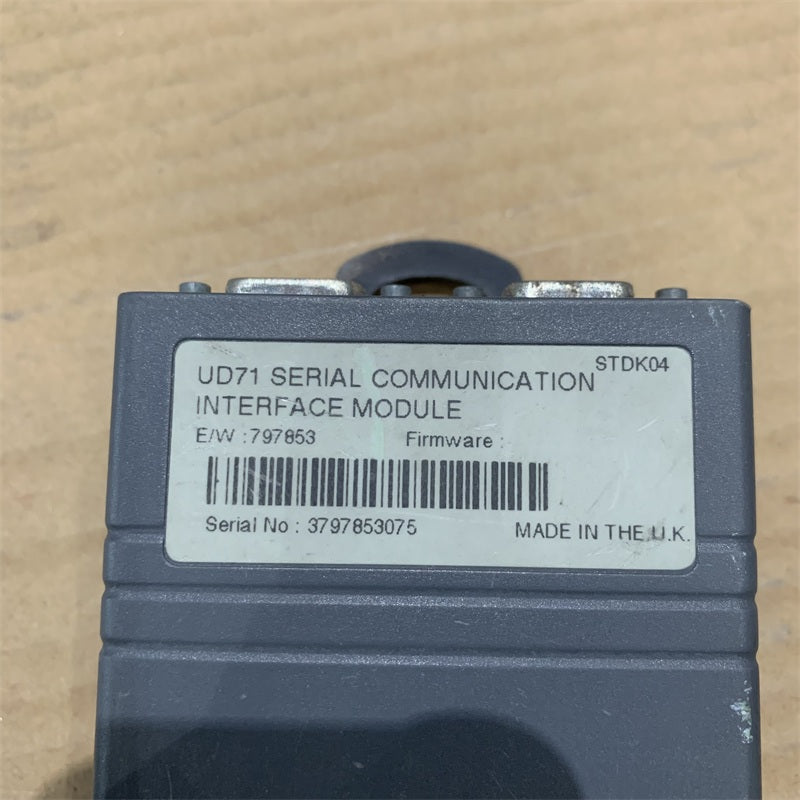 STDK04
UD71 SERIAL COMMUNICATION
INTERFACE MODULE
E/W :797853 Firmware :
Serial No : 3797853075 MADE IN THE U.K.